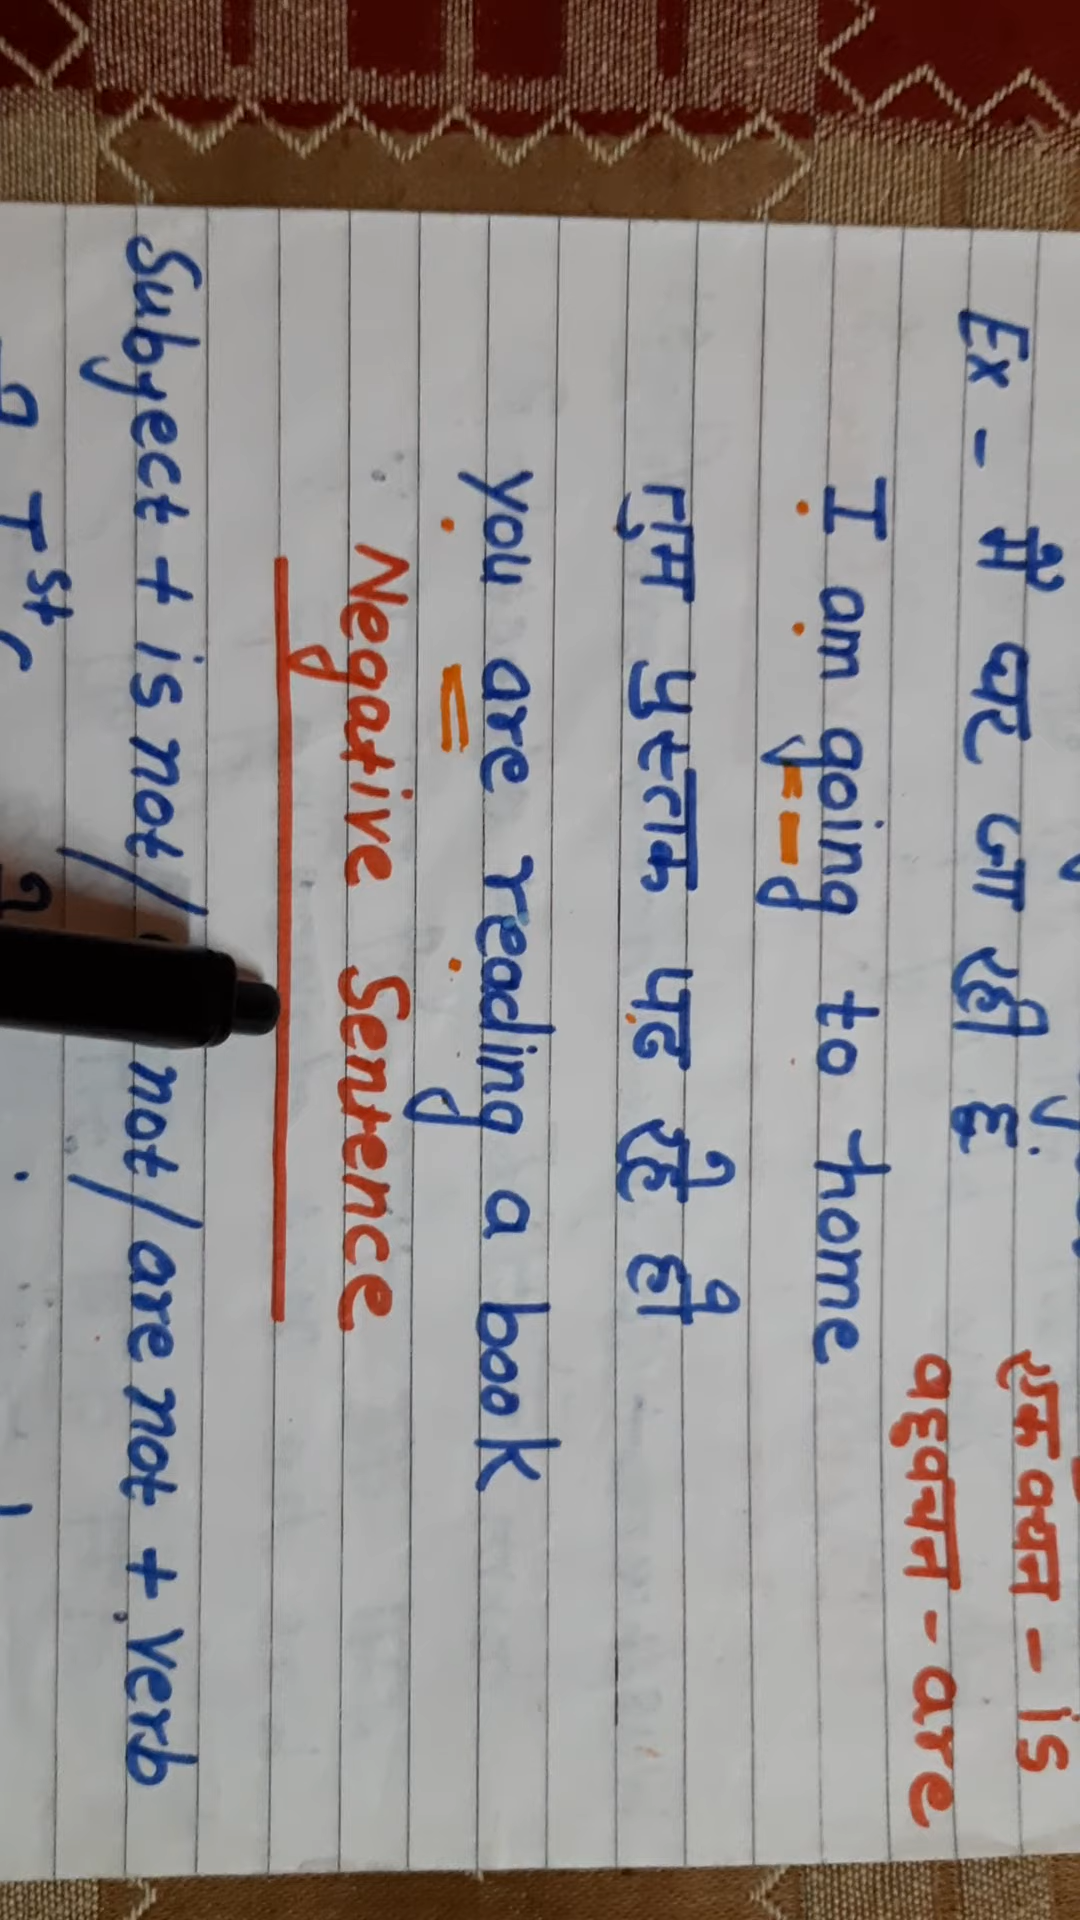 एकवचन - is
बहुवचन - are
Ex - मैं घर जा रही हूं
I am going to home
तुम पुस्तक पढ रहे हो
you are reading a book
Negative Sentence
Subject + is not / not / are not + verb